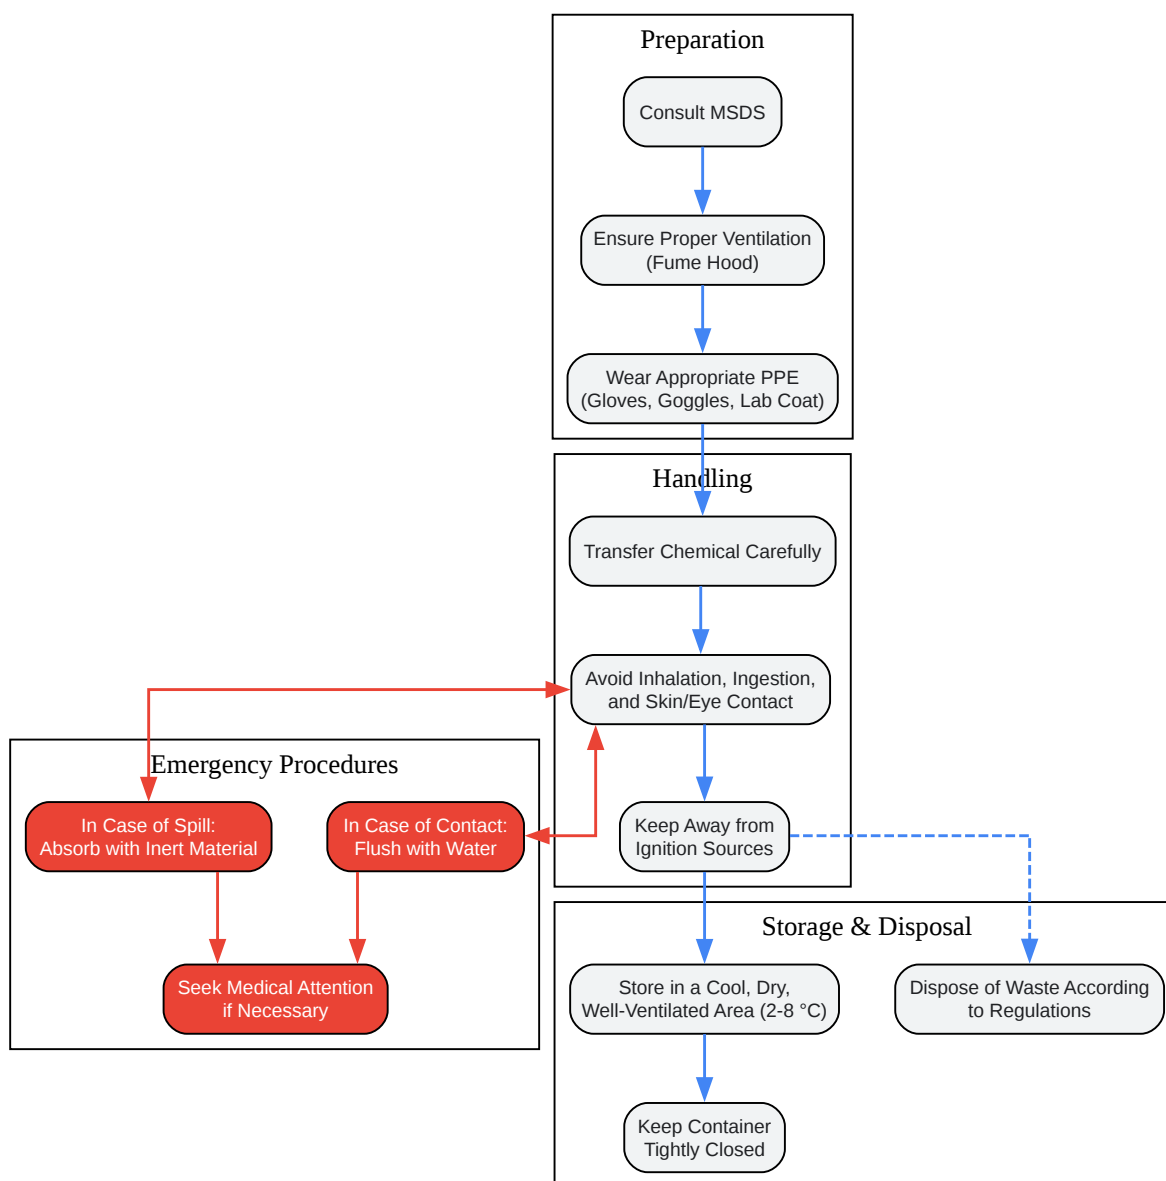 Preparation
Consult MSDS
Ensure Proper Ventilation
(Fume Hood)
Wear Appropriate PPE
(Gloves, Goggles, Lab Coat)
Handling
Transfer Chemical Carefully
Avoid Inhalation, Ingestion,
and Skin/Eye Contact
Keep Away from
Ignition Sources
Emergency Procedures
In Case of Spill:
Absorb with Inert Material
In Case of Contact:
Flush with Water
Seek Medical Attention
if Necessary
Storage & Disposal
Store in a Cool, Dry,
Well-Ventilated Area (2-8 °C)
Dispose of Waste According
to Regulations
Keep Container
Tightly Closed